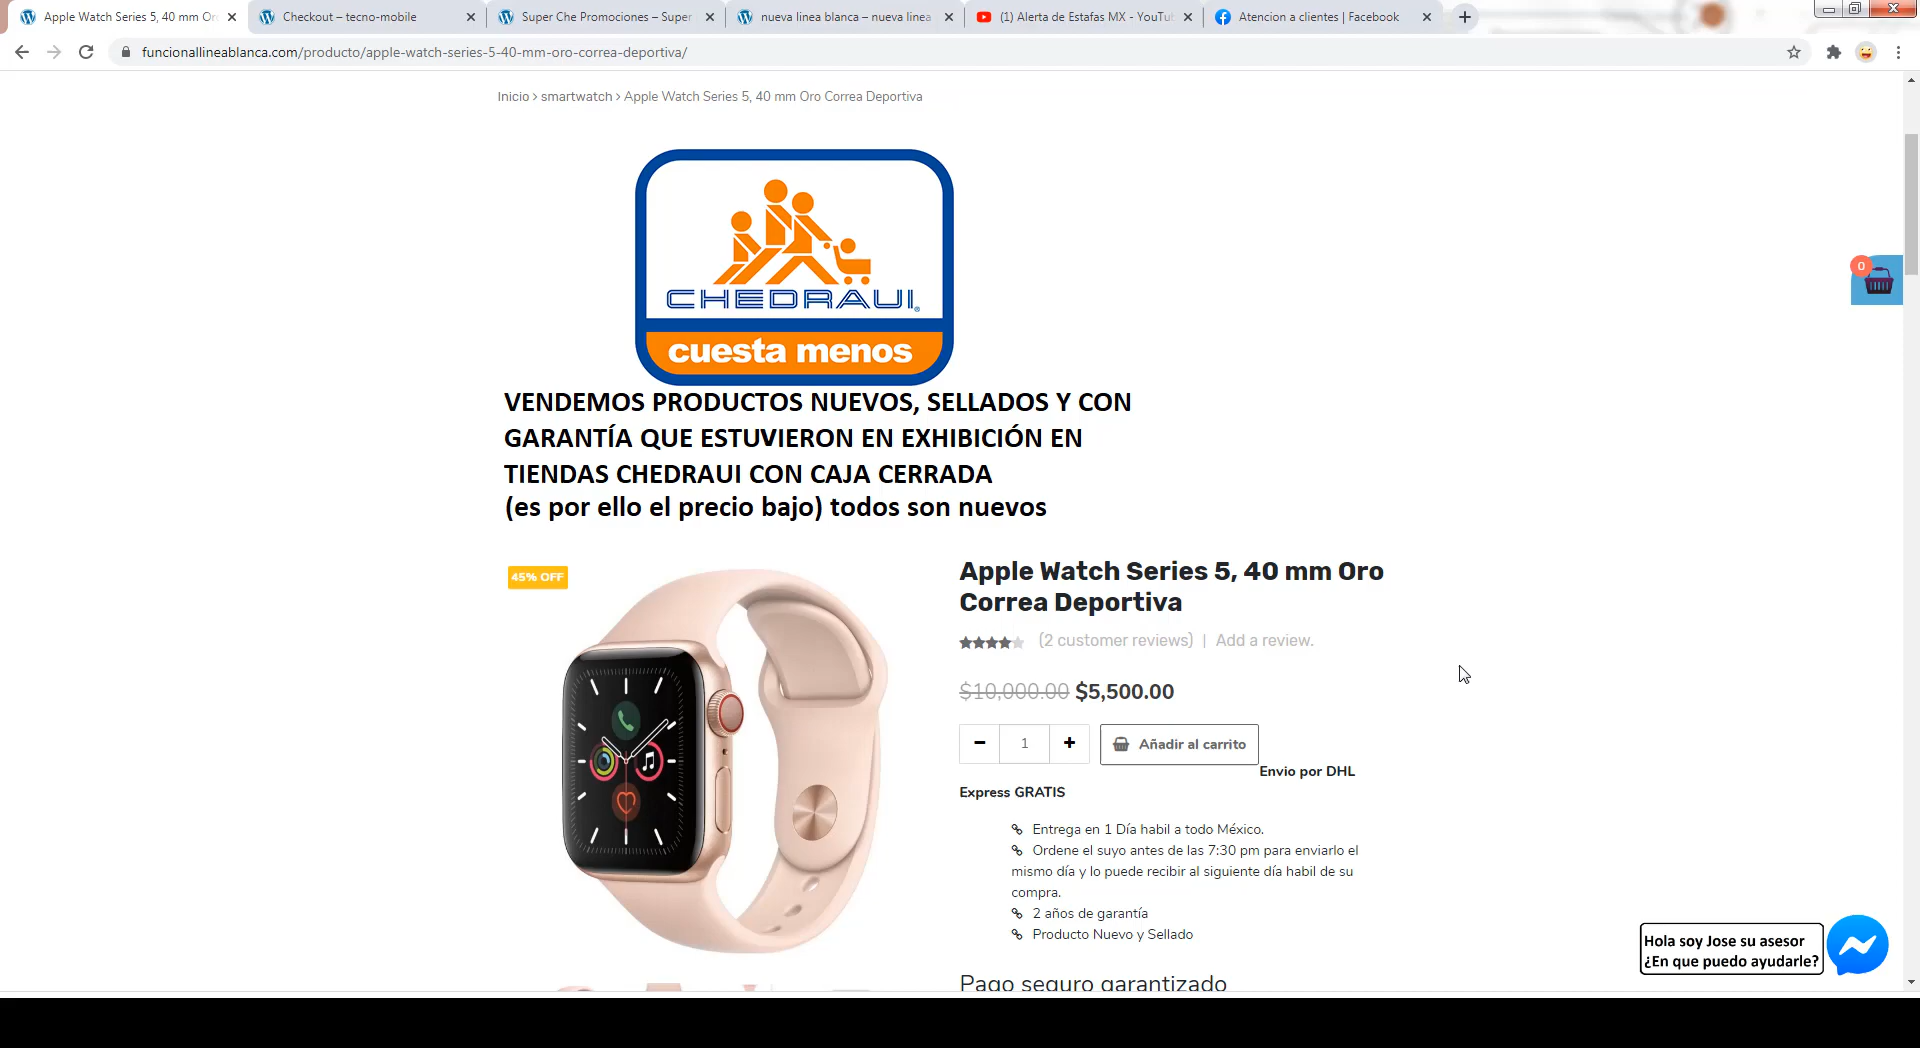 Apple Watch Series 5, 40 mm Oro
Checkout – tecno-mobile
Super Che Promociones – Super
nueva linea blanca – nueva linea
(1) Alerta de Estafas MX - YouTu
Atencion a clientes | Facebook
funcionallineablanca.com/producto/apple-watch-series-5-40-mm-oro-correa-deportiva/
Inicio > smartwatch > Apple Watch Series 5, 40 mm Oro Correa Deportiva
0
CHEDRAUI®
cuesta menos
VENDEMOS PRODUCTOS NUEVOS, SELLADOS Y CON
GARANTÍA QUE ESTUVIERON EN EXHIBICIÓN EN
TIENDAS CHEDRAUI CON CAJA CERRADA
(es por ello el precio bajo) todos son nuevos
45% OFF
Apple Watch Series 5, 40 mm Oro
Correa Deportiva
(2 customer reviews) | Add a review.
$10,000.00 $5,500.00
- 1 + Añadir al carrito
Envio por DHL
Express GRATIS
Entrega en 1 Día habil a todo México.
Ordene el suyo antes de las 7:30 pm para enviarlo el
mismo día y lo puede recibir al siguiente día habil de su
compra.
2 años de garantía
Producto Nuevo y Sellado
Hola soy Jose su asesor
¿En que puedo ayudarle?
Pago seguro garantizado